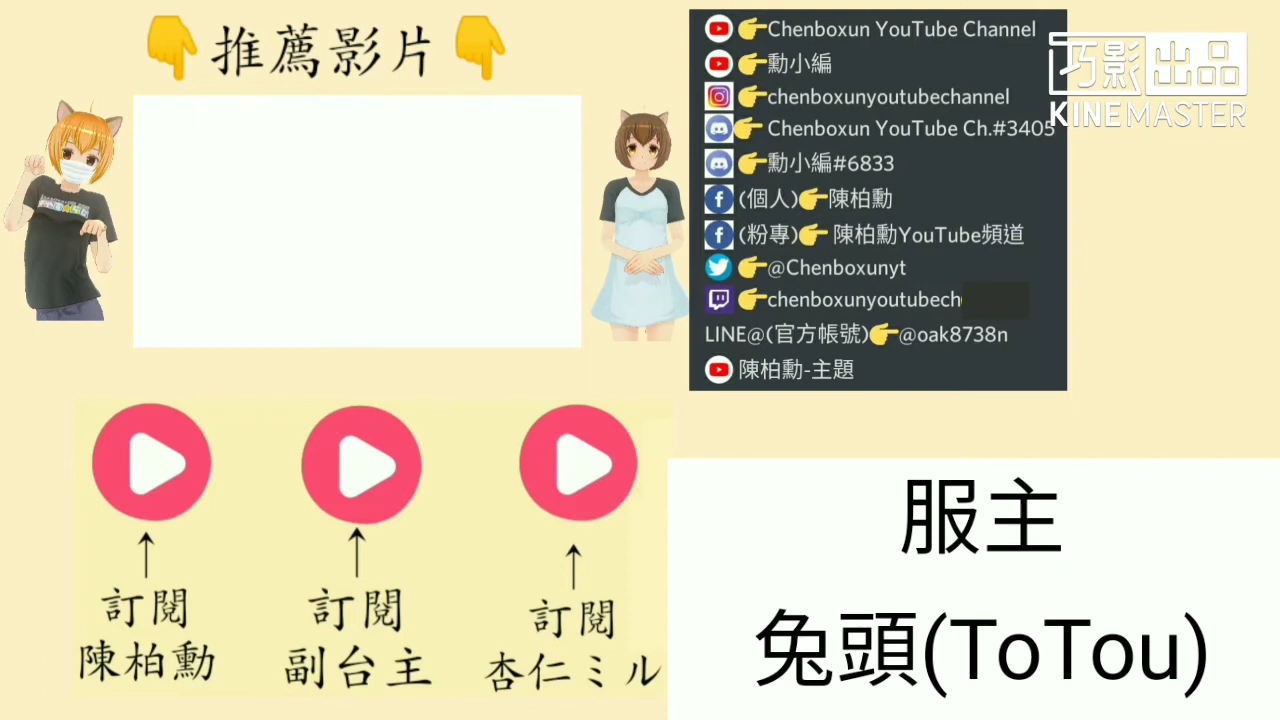 👇推薦影片👇
👉Chenboxun YouTube Channel
👉勳小編
👉chenboxunyoutubechannel
👉 Chenboxun YouTube Ch.#3405
👉勳小編#6833
(個人)👉陳柏勳
(粉專)👉 陳柏勳YouTube頻道
👉@Chenboxunyt
👉chenboxunyoutubech
LINE@(官方帳號)👉@oak8738n
陳柏勳-主題
巧影出品
KINEMASTER
↑
訂閱
陳柏勳
↑
訂閱
副台主
↑
訂閱
杏仁ミル
服主
兔頭(ToTou)